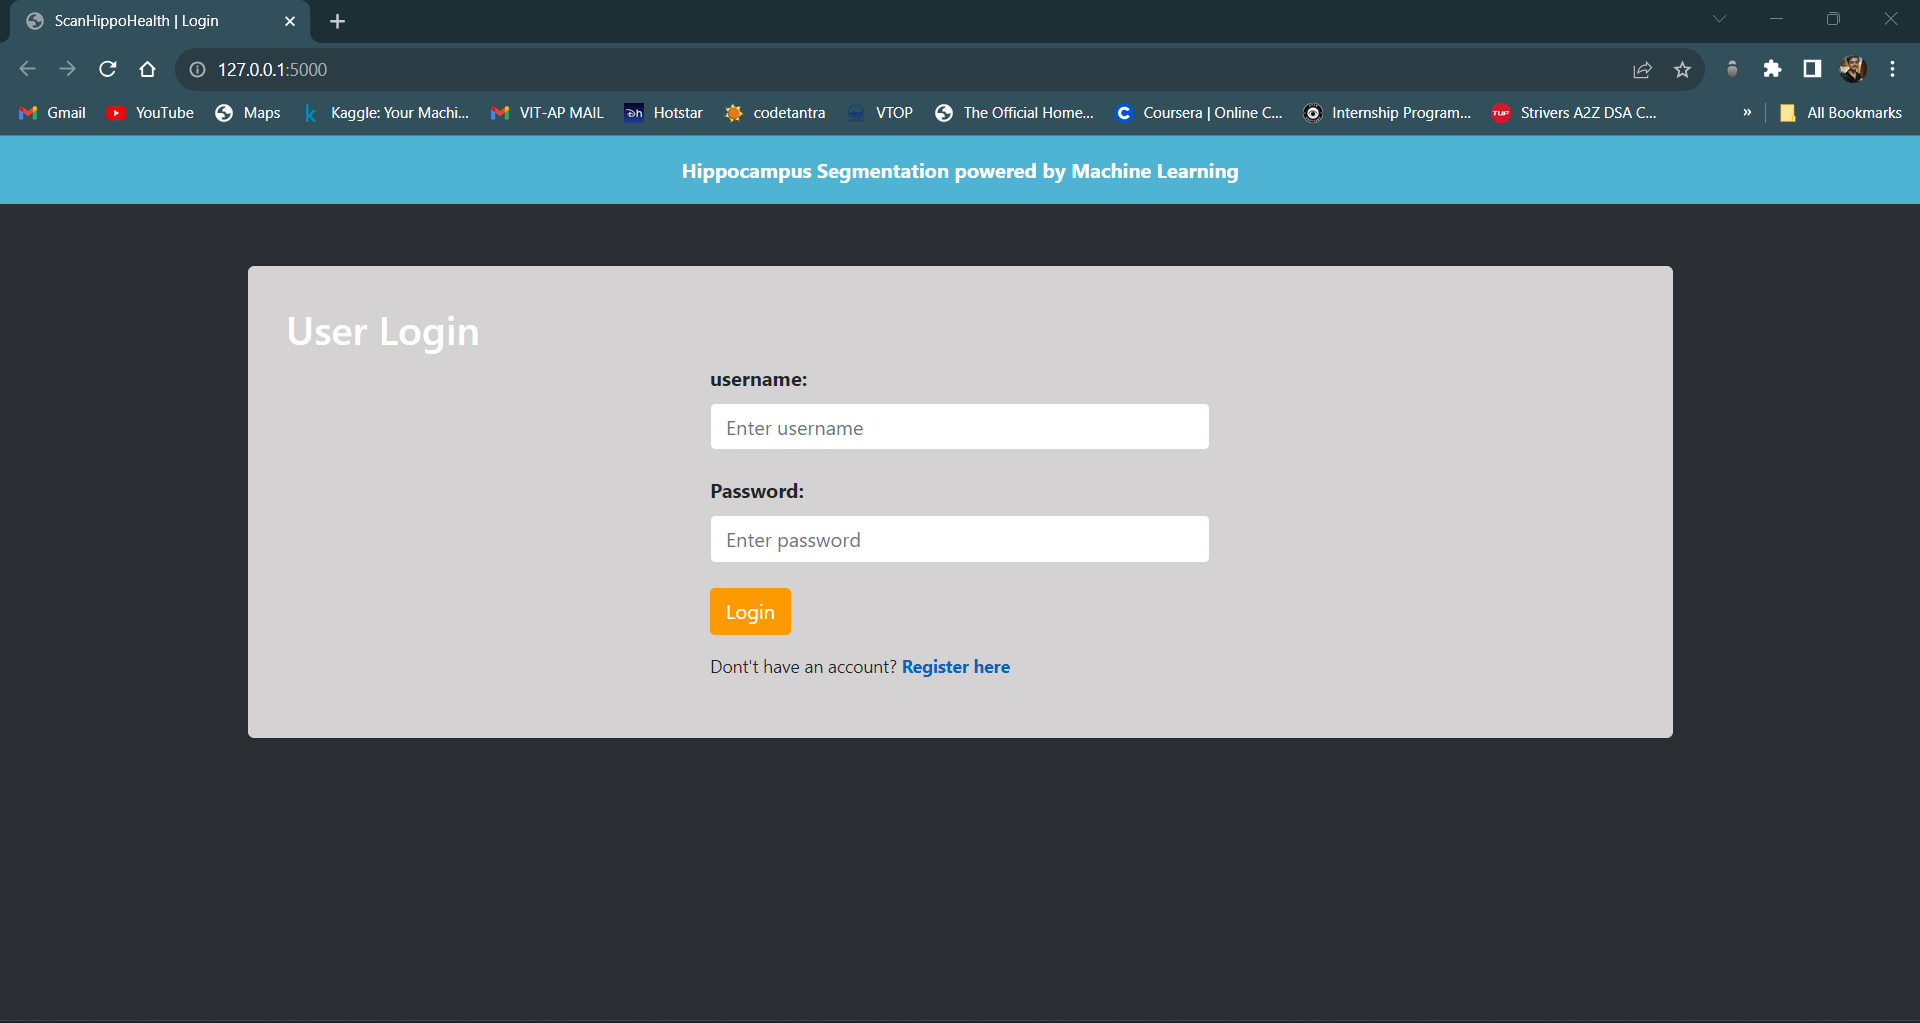 ScanHippoHealth | Login
127.0.0.1:5000
Gmail YouTube Maps Kaggle: Your Machi... VIT-AP MAIL Hotstar codetantra VTOP The Official Home... Coursera | Online C... Internship Program... Strivers A2Z DSA C... » All Bookmarks
Hippocampus Segmentation powered by Machine Learning
User Login
username:
Enter username
Password:
Enter password
Login
Dont't have an account? Register here